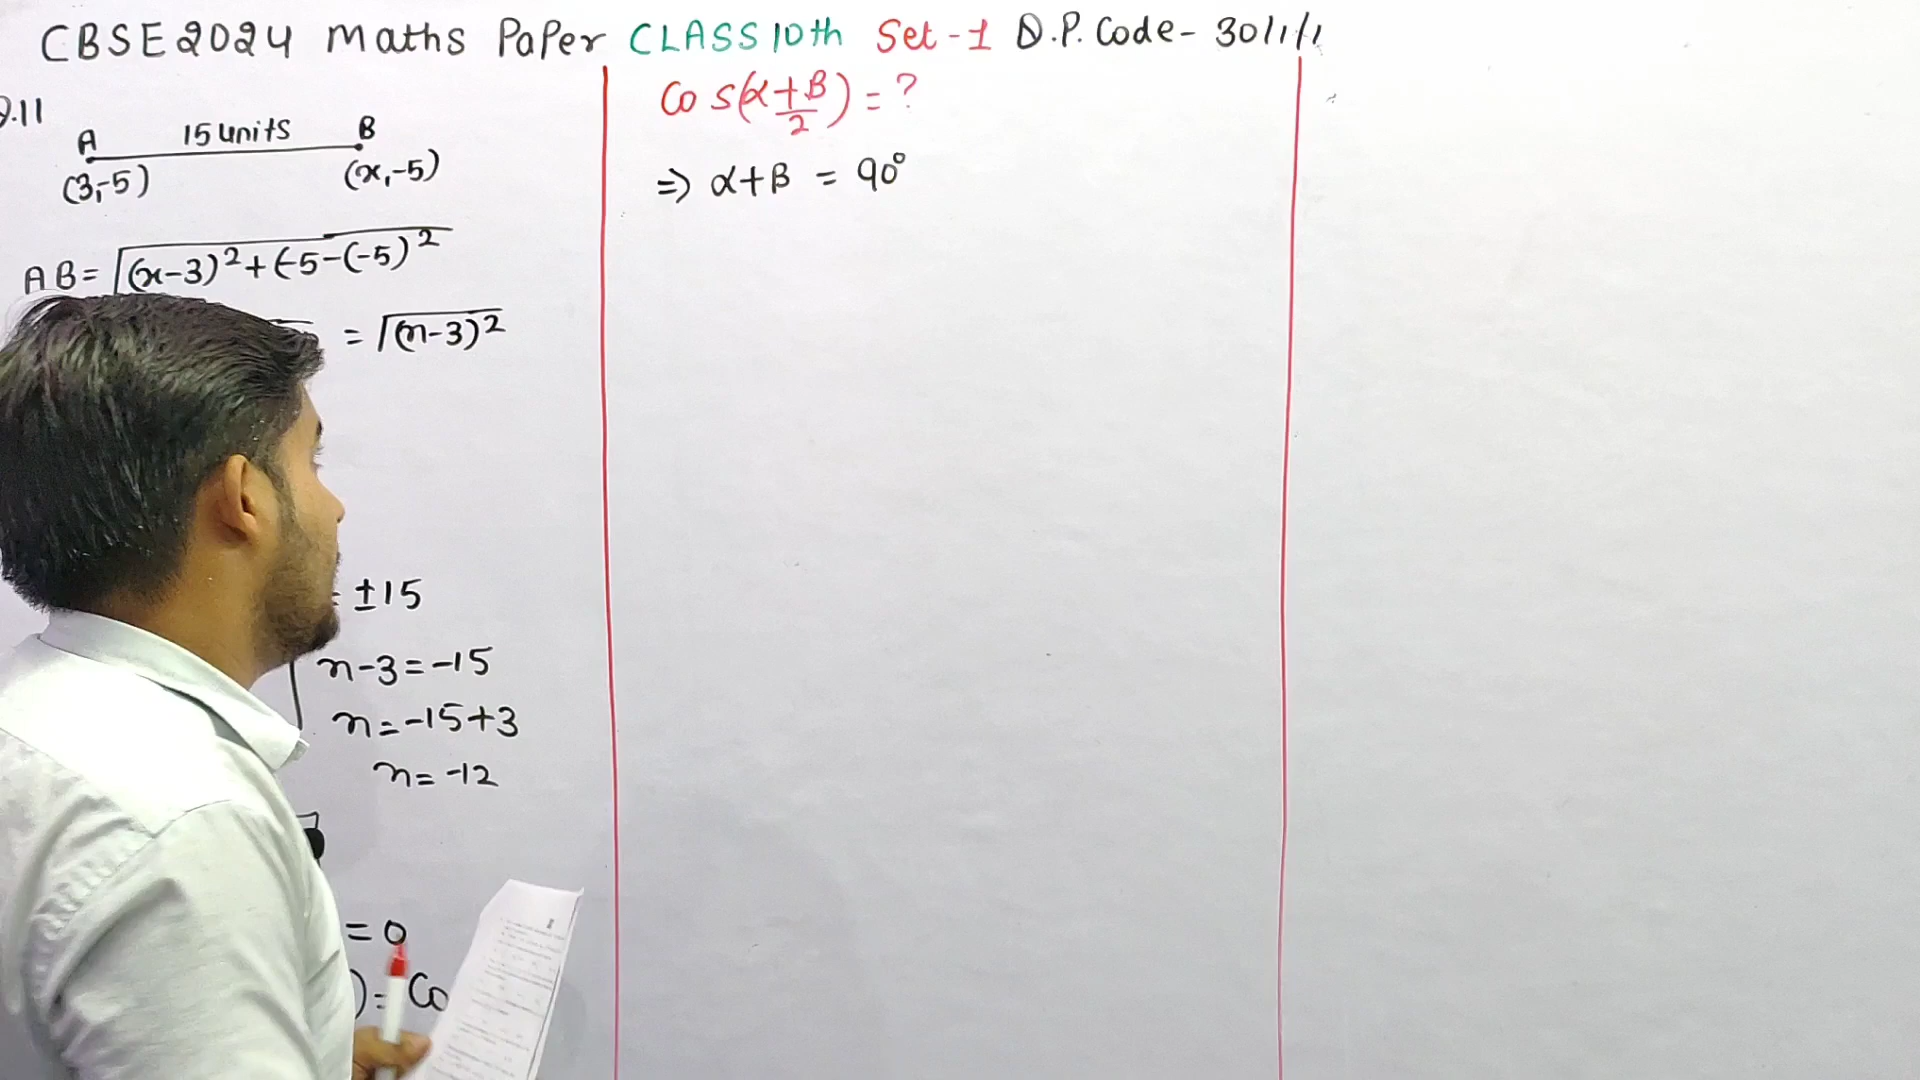 CBSE 2024 Maths Paper CLASS 10th Set-1 Q.P. Code- 30/1/1
Q.11
A 15 units B
(3,-5) (x,-5)
AB = √(x-3)²+(-5-(-5)²
= √(n-3)²
= ±15
n-3=-15
n=-15+3
n=-12
= 0
) = Co
Cos(α+β/2) = ?
⇒ α+β = 90°